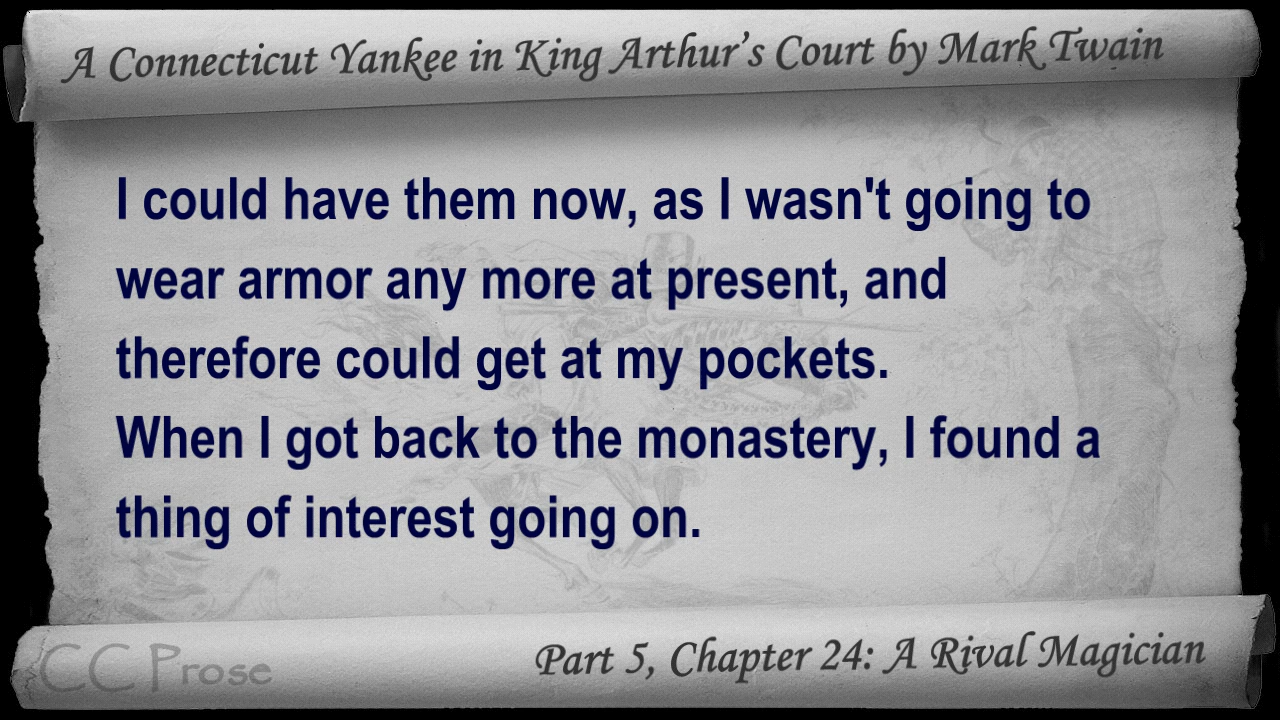 A Connecticut Yankee in King Arthur's Court by Mark Twain
I could have them now, as I wasn't going to
wear armor any more at present, and
therefore could get at my pockets.
When I got back to the monastery, I found a
thing of interest going on.
CC Prose
Part 5, Chapter 24: A Rival Magician